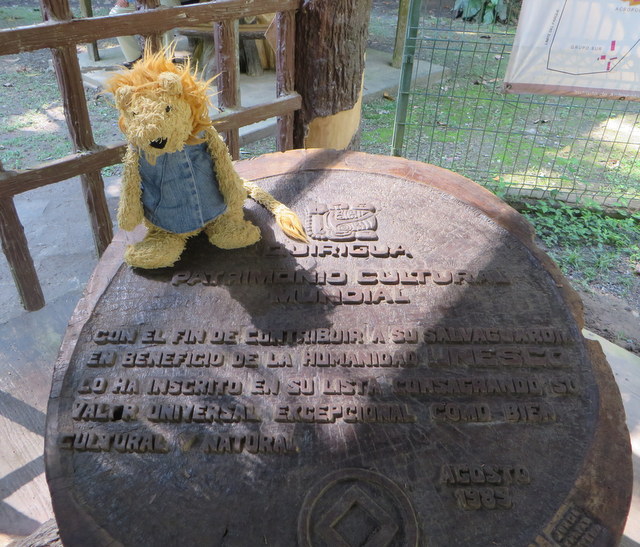 QUIRIGUA
PATRIMONIO CULTURAL
MUNDIAL
CON EL FIN DE CONTRIBUIR A SU SALVAGUARDIA
EN BENEFICIO DE LA HUMANIDAD, UNESCO
LO HA INSCRITO EN SU LISTA CONSAGRANDO, SU
VALOR UNIVERSAL EXCEPCIONAL COMO BIEN
CULTURAL Y NATURAL
AGOSTO